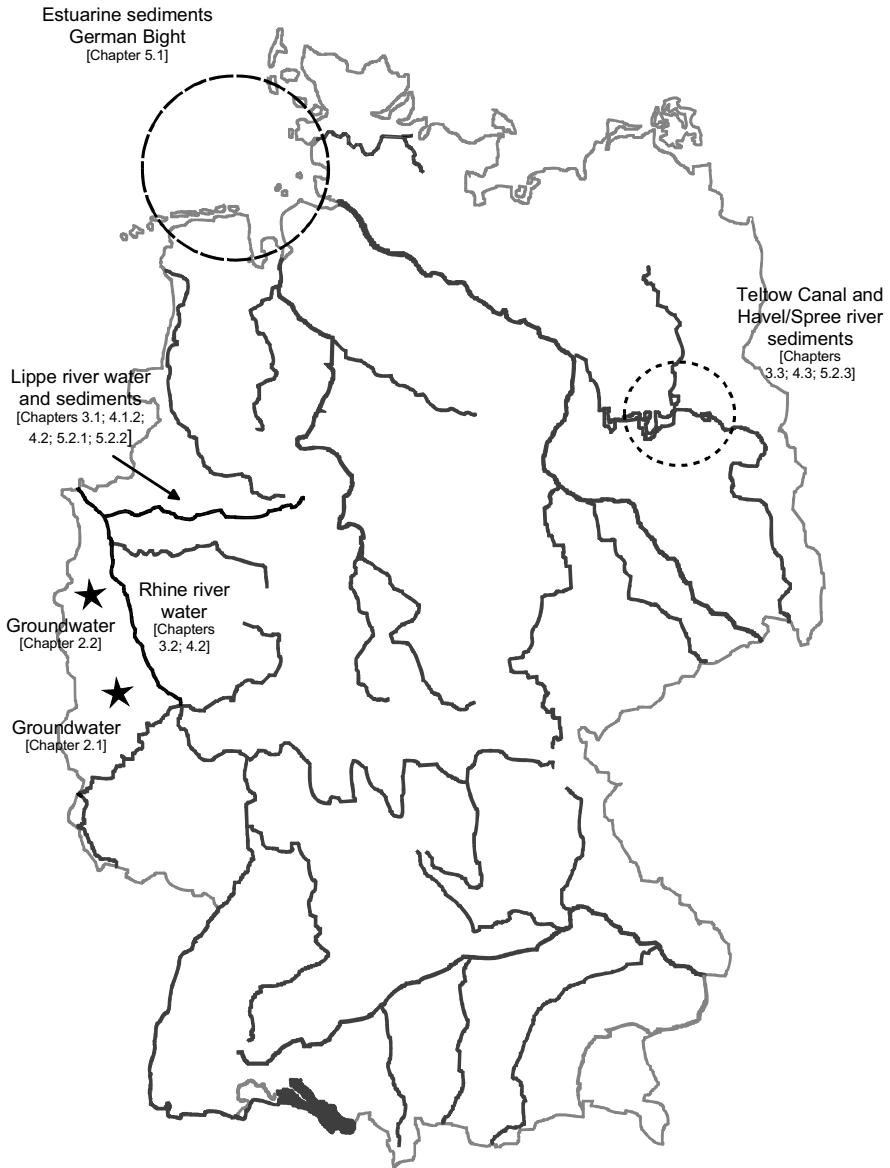 Estuarine sediments
German Bight
[Chapter 5.1]
Teltow Canal and
Havel/Spree river
sediments
[Chapters
3.3; 4.3; 5.2.3]
Lippe river water
and sediments
[Chapters 3.1; 4.1.2;
4.2; 5.2.1; 5.2.2]
Rhine river
water
[Chapters
3.2; 4.2]
Groundwater
[Chapter 2.2]
Groundwater
[Chapter 2.1]